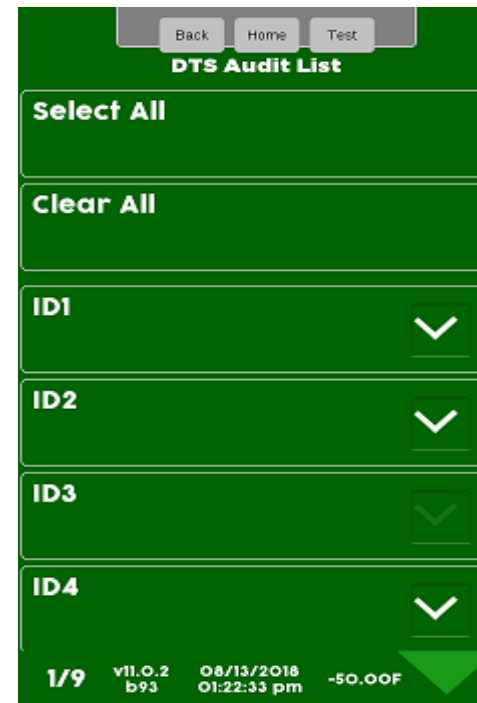 Back Home Test
DTS Audit List
Select All
Clear All
ID1
ID2
ID3
ID4
1/9 v11.0.2 08/13/2018 -50.00F
b93 01:22:33 pm